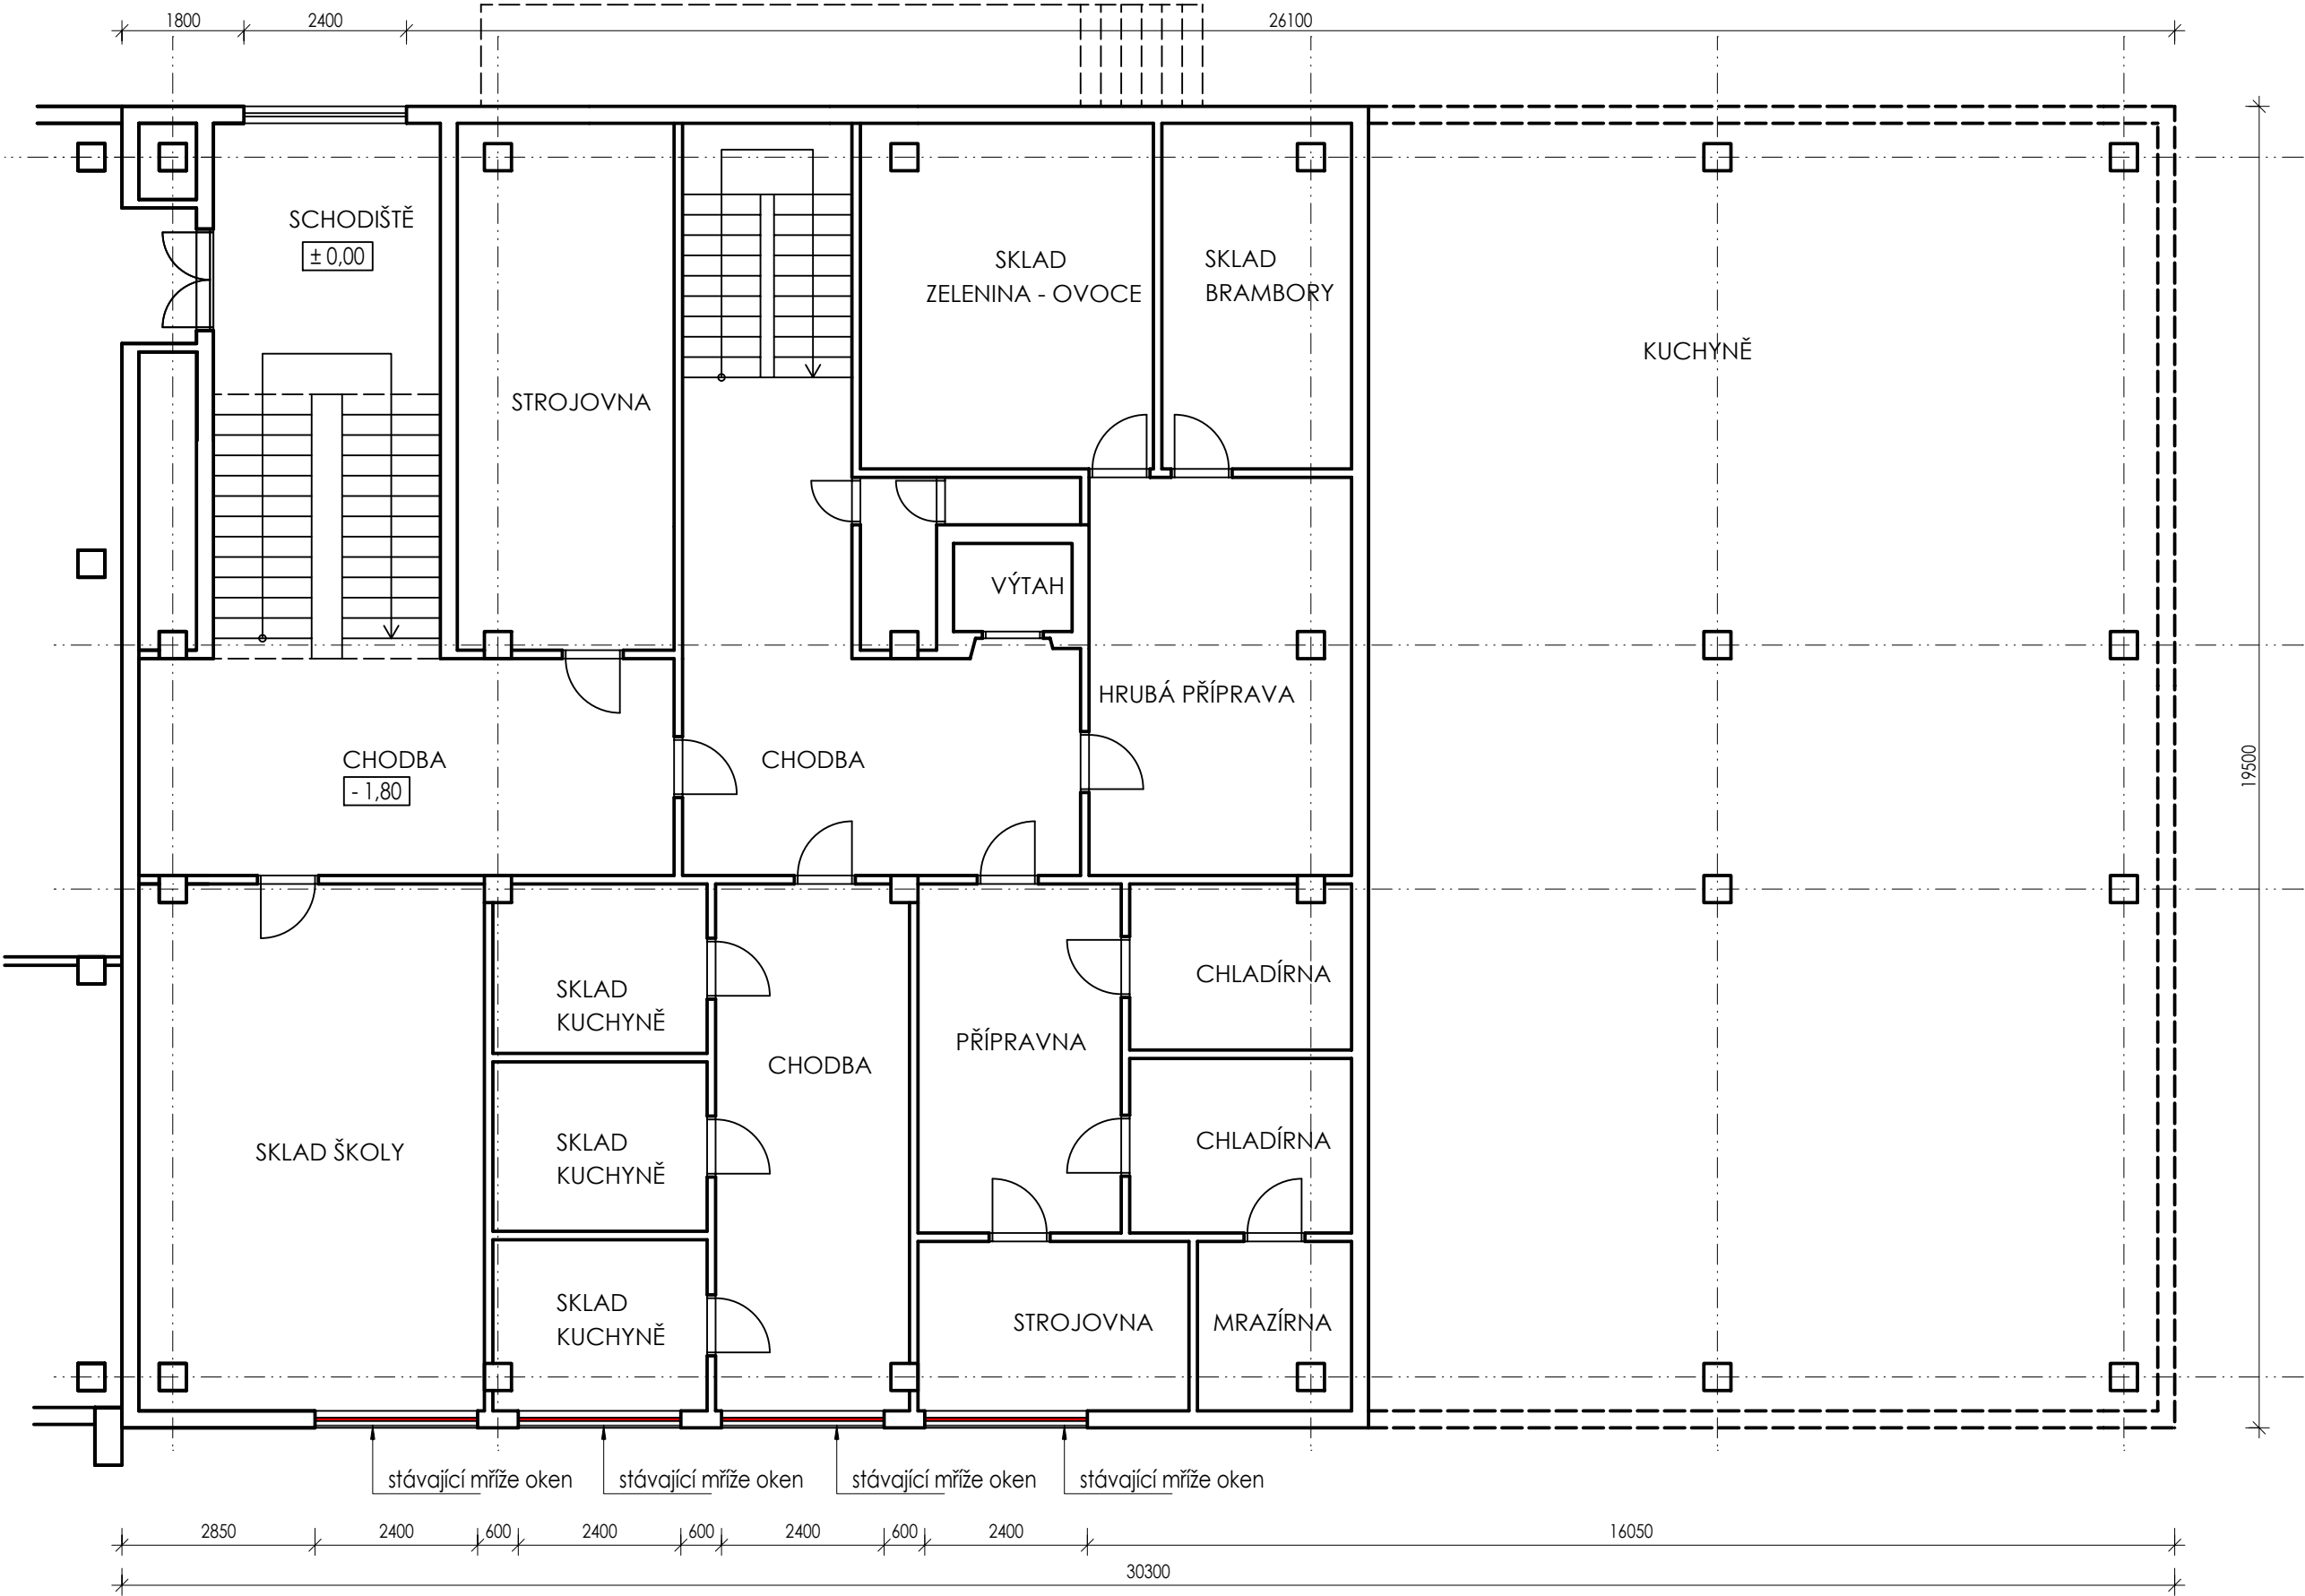 1800
2400
26100
SCHODIŠTĚ
± 0,00
SKLAD
ZELENINA - OVOCE
SKLAD
BRAMBORY
KUCHYNĚ
STROJOVNA
VÝTAH
HRUBÁ PŘÍPRAVA
CHODBA
- 1,80
CHODBA
19500
SKLAD
KUCHYNĚ
CHLADÍRNA
PŘÍPRAVNA
CHODBA
SKLAD ŠKOLY
SKLAD
KUCHYNĚ
CHLADÍRNA
SKLAD
KUCHYNĚ
STROJOVNA
MRAZÍRNA
stávající mříže oken
stávající mříže oken
stávající mříže oken
stávající mříže oken
2850
2400
600
2400
600
2400
600
2400
16050
30300